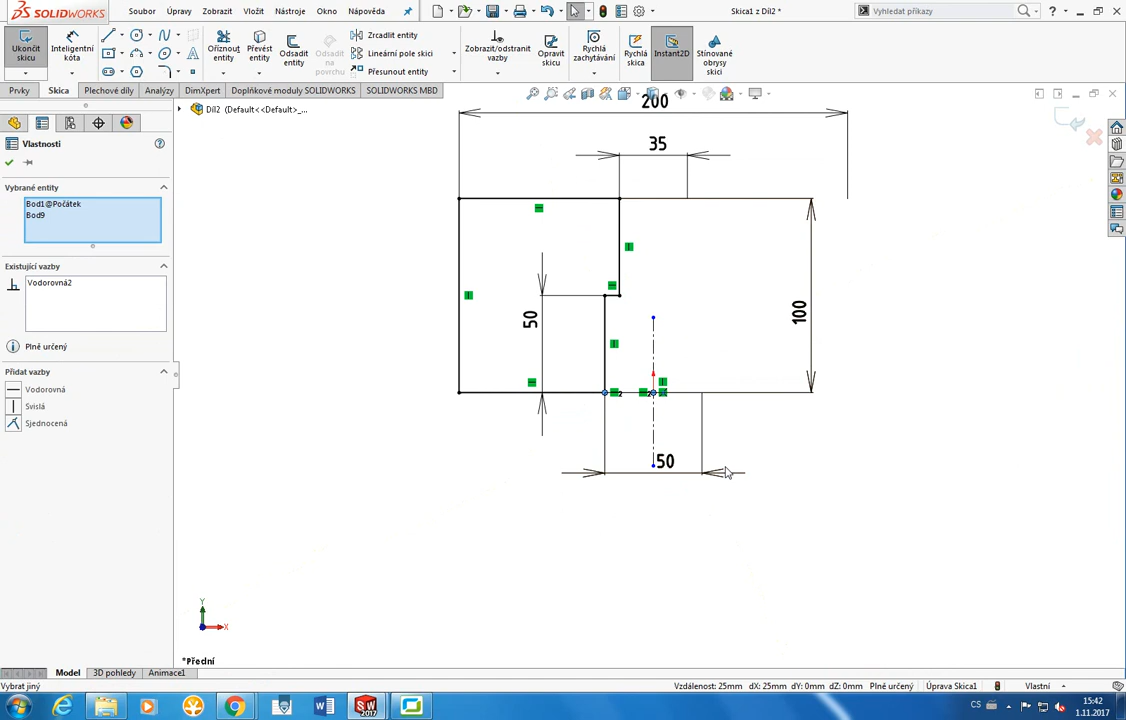 SOLIDWORKS
Soubor Úpravy Zobrazit Vložit Nástroje Okno Nápověda
Skica1 z Díl2 *
Vyhledat příkazy
Ukončit skicu
Inteligentní kóta
Oříznout entity
Převést entity
Odsadit entity
Odsadit na povrchu
Zrcadlit entity
Lineární pole skici
Přesunout entity
Zobrazit/odstranit vazby
Opravit skicu
Rychlá zachytávání
Rychlá skica
Instant2D
Stínované obrysy skici
Prvky Skica Plechové díly Analýzy DimXpert Doplňkové moduly SOLIDWORKS SOLIDWORKS MBD
Díl2 (Default<<Default>_...
Vlastnosti
Vybrané entity
Bod1@Počátek
Bod9
Existující vazby
Vodorovná2
Plně určený
Přidat vazby
Vodorovná
Svislá
Sjednocená
200
35
50
100
50
2
2
Y
X
*Přední
Model 3D pohledy Animace1
Vybrat jiný
Vzdálenost: 25mm dX: 25mm dY: 0mm dZ: 0mm Plně určený Úprava Skica1 Vlastní
SW
2017
CS
15:42
1.11.2017